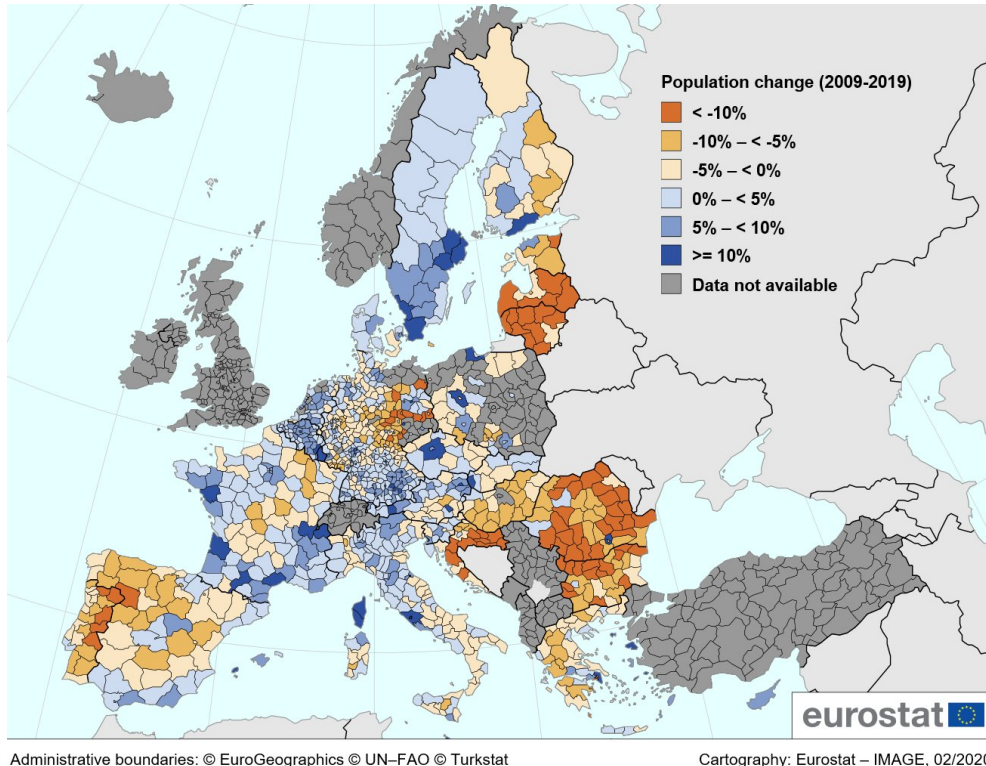 Population change (2009-2019)
< -10%
-10% – < -5%
-5% – < 0%
0% – < 5%
5% – < 10%
>= 10%
Data not available
eurostat
Administrative boundaries: © EuroGeographics © UN–FAO © Turkstat
Cartography: Eurostat – IMAGE, 02/2020